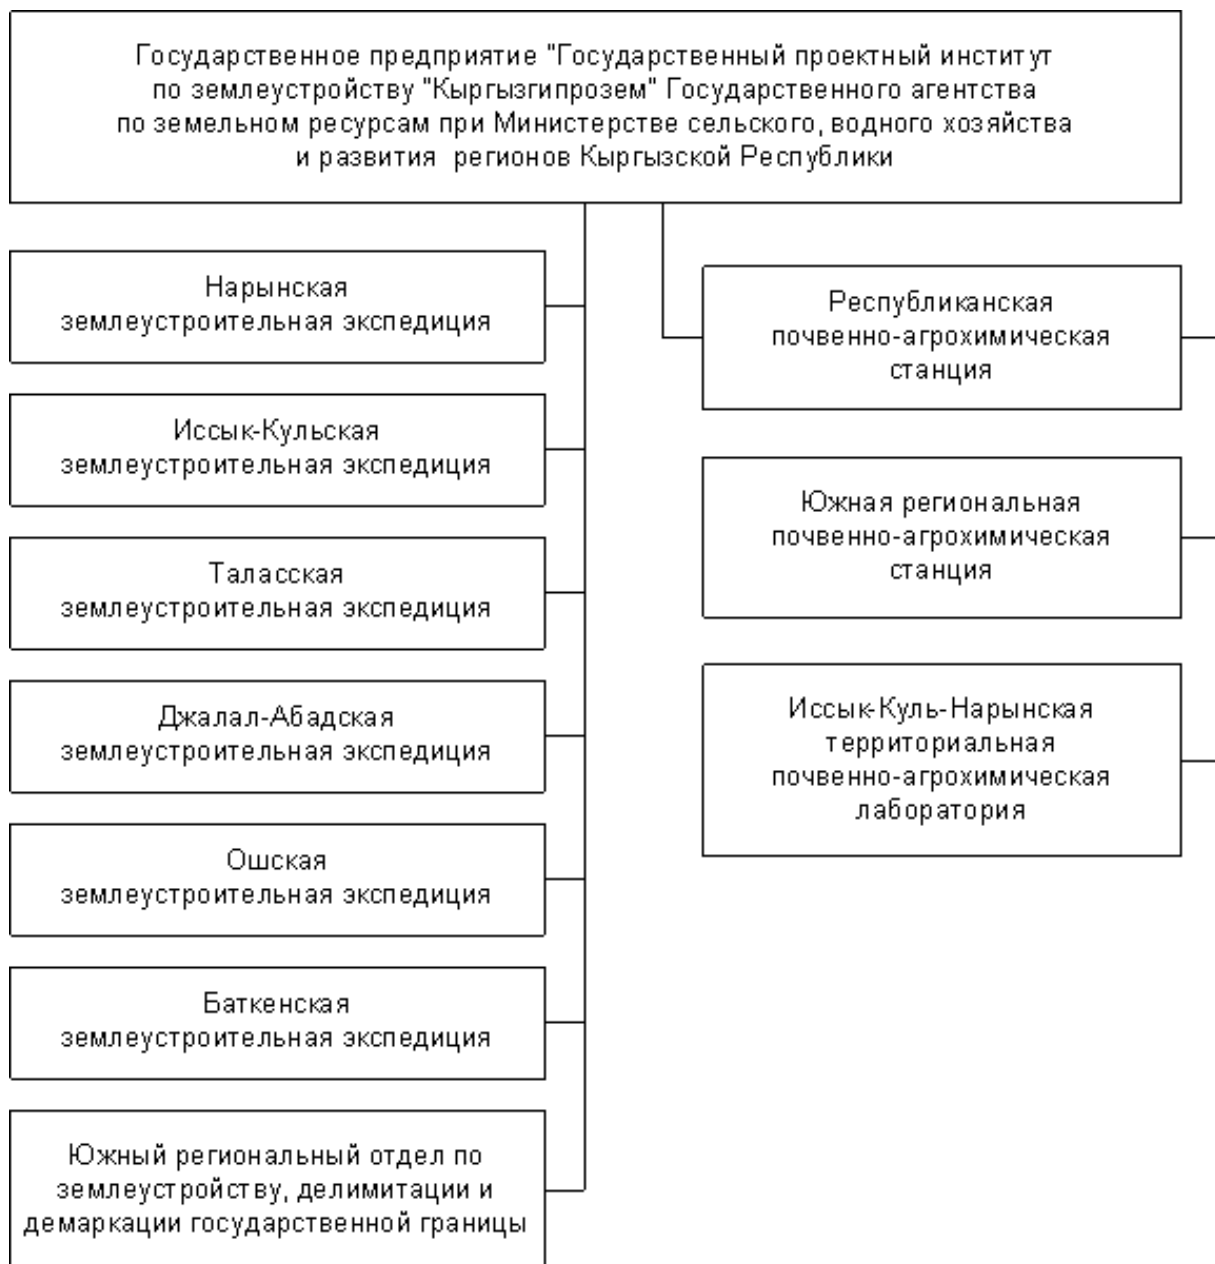 Государственное предприятие "Государственный проектный институт
по землеустройству "Кыргызгипрозем" Государственного агентства
по земельном ресурсам при Министерстве сельского, водного хозяйства
и развития регионов Кыргызской Республики
Нарынская
землеустроительная экспедиция
Иссык-Кульская
землеустроительная экспедиция
Таласская
землеустроительная экспедиция
Джалал-Абадская
землеустроительная экспедиция
Ошская
землеустроительная экспедиция
Баткенская
землеустроительная экспедиция
Южный региональный отдел по
землеустройству, делимитации и
демаркации государственной границы
Республиканская
почвенно-агрохимическая
станция
Южная региональная
почвенно-агрохимическая
станция
Иссык-Куль-Нарынская
территориальная
почвенно-агрохимическая
лаборатория